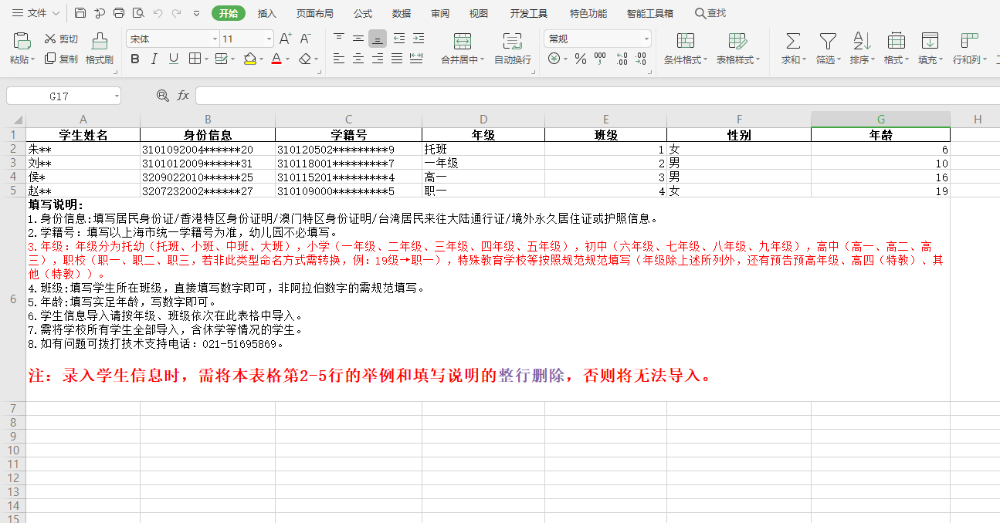 文件 开始 插入 页面布局 公式 数据 审阅 视图 开发工具 特色功能 智能工具箱 查找
粘贴 剪切 复制 格式刷 宋体 11 A+ A- B I U A 合并居中 自动换行 常规 % 000 条件格式 表格样式 求和 筛选 排序 格式 填充 行和列
G17 fx
A B C D E F G H
1 学生姓名 身份信息 学籍号 年级 班级 性别 年龄
2 朱** 3101092004******20 310120502*********9 托班 1 女 6
3 刘** 3101012009******31 310118001*********7 一年级 2 男 10
4 侯* 3209022010******25 310115201*********4 高一 3 男 16
5 赵** 3207232002******27 310109000*********5 职一 4 女 19
填写说明：
1.身份信息:填写居民身份证/香港特区身份证明/澳门特区身份证明/台湾居民来往大陆通行证/境外永久居住证或护照信息。
2.学籍号：填写以上海市统一学籍号为准，幼儿园不必填写。
3.年级：年级分为托幼（托班、小班、中班、大班），小学（一年级、二年级、三年级、四年级、五年级），初中（六年级、七年级、八年级、九年级），高中（高一、高二、高
三），职校（职一、职二、职三，若非此类型命名方式需转换，例：19级→职一），特殊教育学校等按照规范规范填写（年级除上述所列外，还有预告预高年级、高四（特教）、其
他（特教））。
4.班级:填写学生所在班级，直接填写数字即可，非阿拉伯数字的需规范填写。
6
5.年龄:填写实足年龄，写数字即可。
6.学生信息导入请按年级、班级依次在此表格中导入。
7.需将学校所有学生全部导入，含休学等情况的学生。
8.如有问题可拨打技术支持电话：021-51695869。
注：录入学生信息时，需将本表格第2-5行的举例和填写说明的整行删除，否则将无法导入。
7
8
9
10
11
12
13
14
15